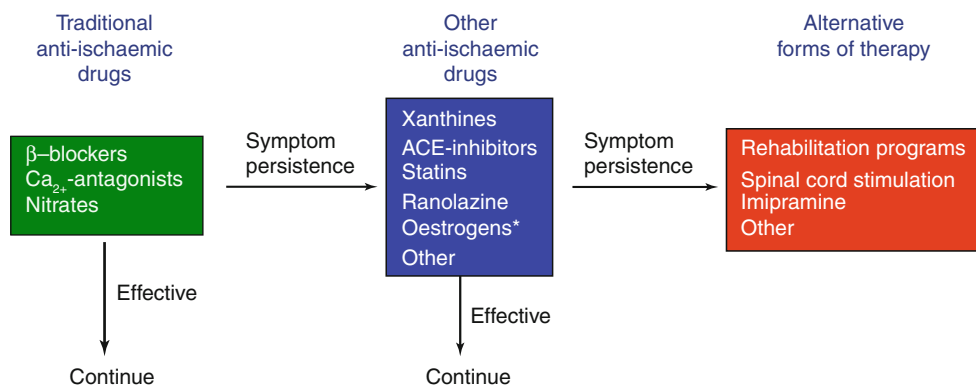 Traditional
anti-ischaemic
drugs
Other
anti-ischaemic
drugs
Alternative
forms of therapy
β–blockers
Ca₂₊-antagonists
Nitrates
Symptom
persistence
Xanthines
ACE-inhibitors
Statins
Ranolazine
Oestrogens*
Other
Symptom
persistence
Rehabilitation programs
Spinal cord stimulation
Imipramine
Other
Effective
Continue
Effective
Continue